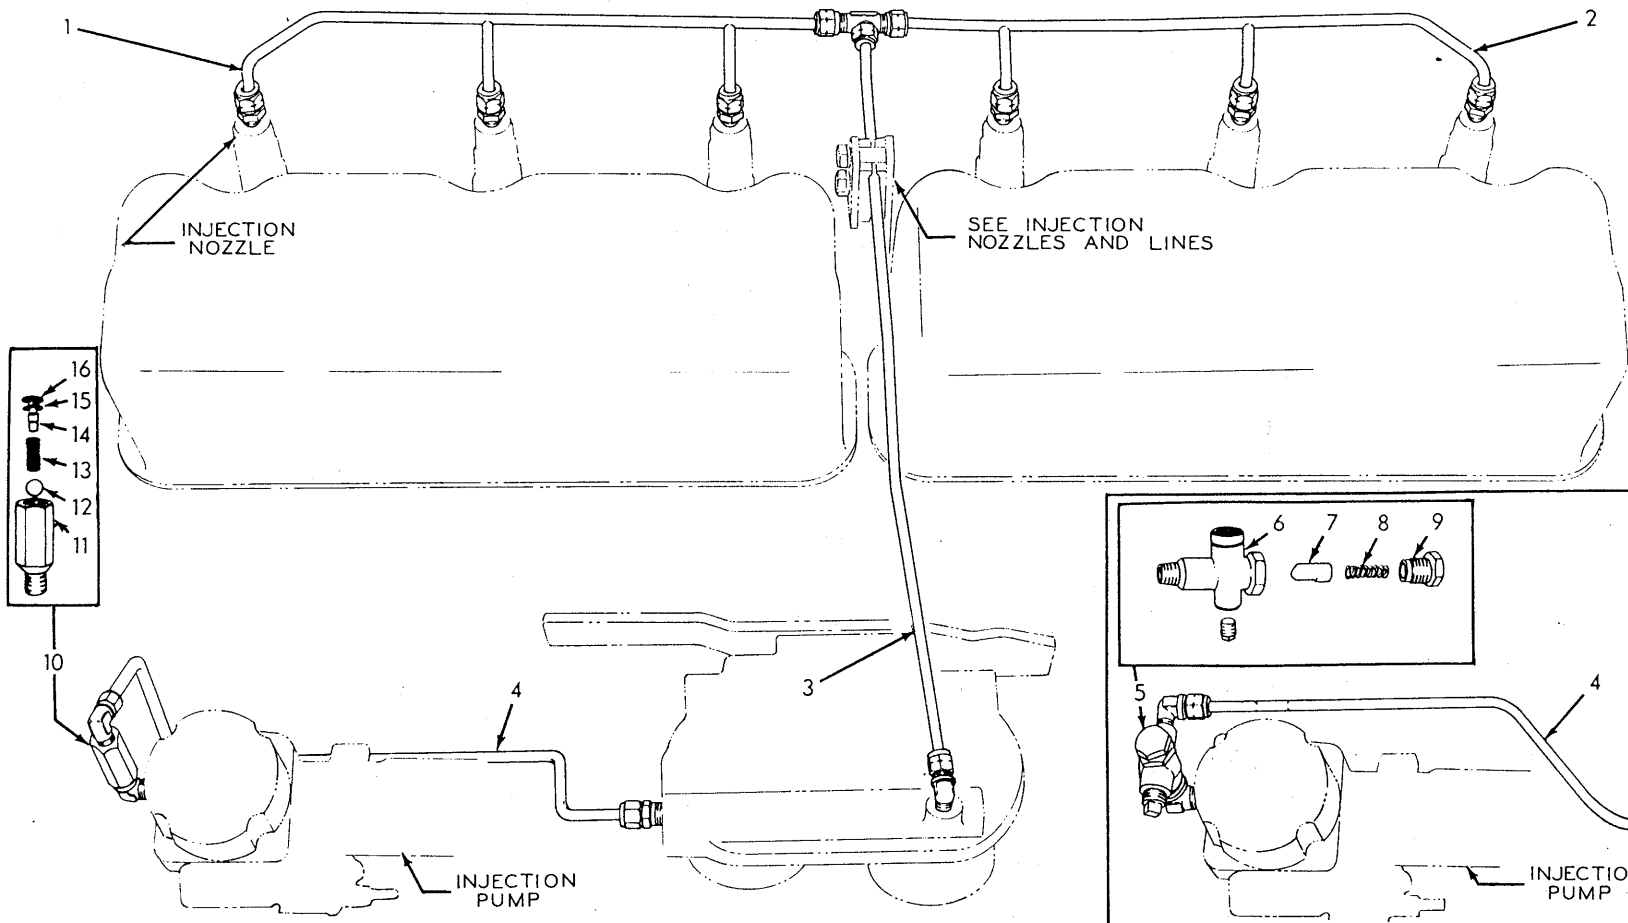 1
2
INJECTION
NOZZLE
SEE INJECTION
NOZZLES AND LINES
16
15
14
13
12
11
6
7
8
9
10
4
3
5
4
INJECTION
PUMP
INJECTIO
PUMP